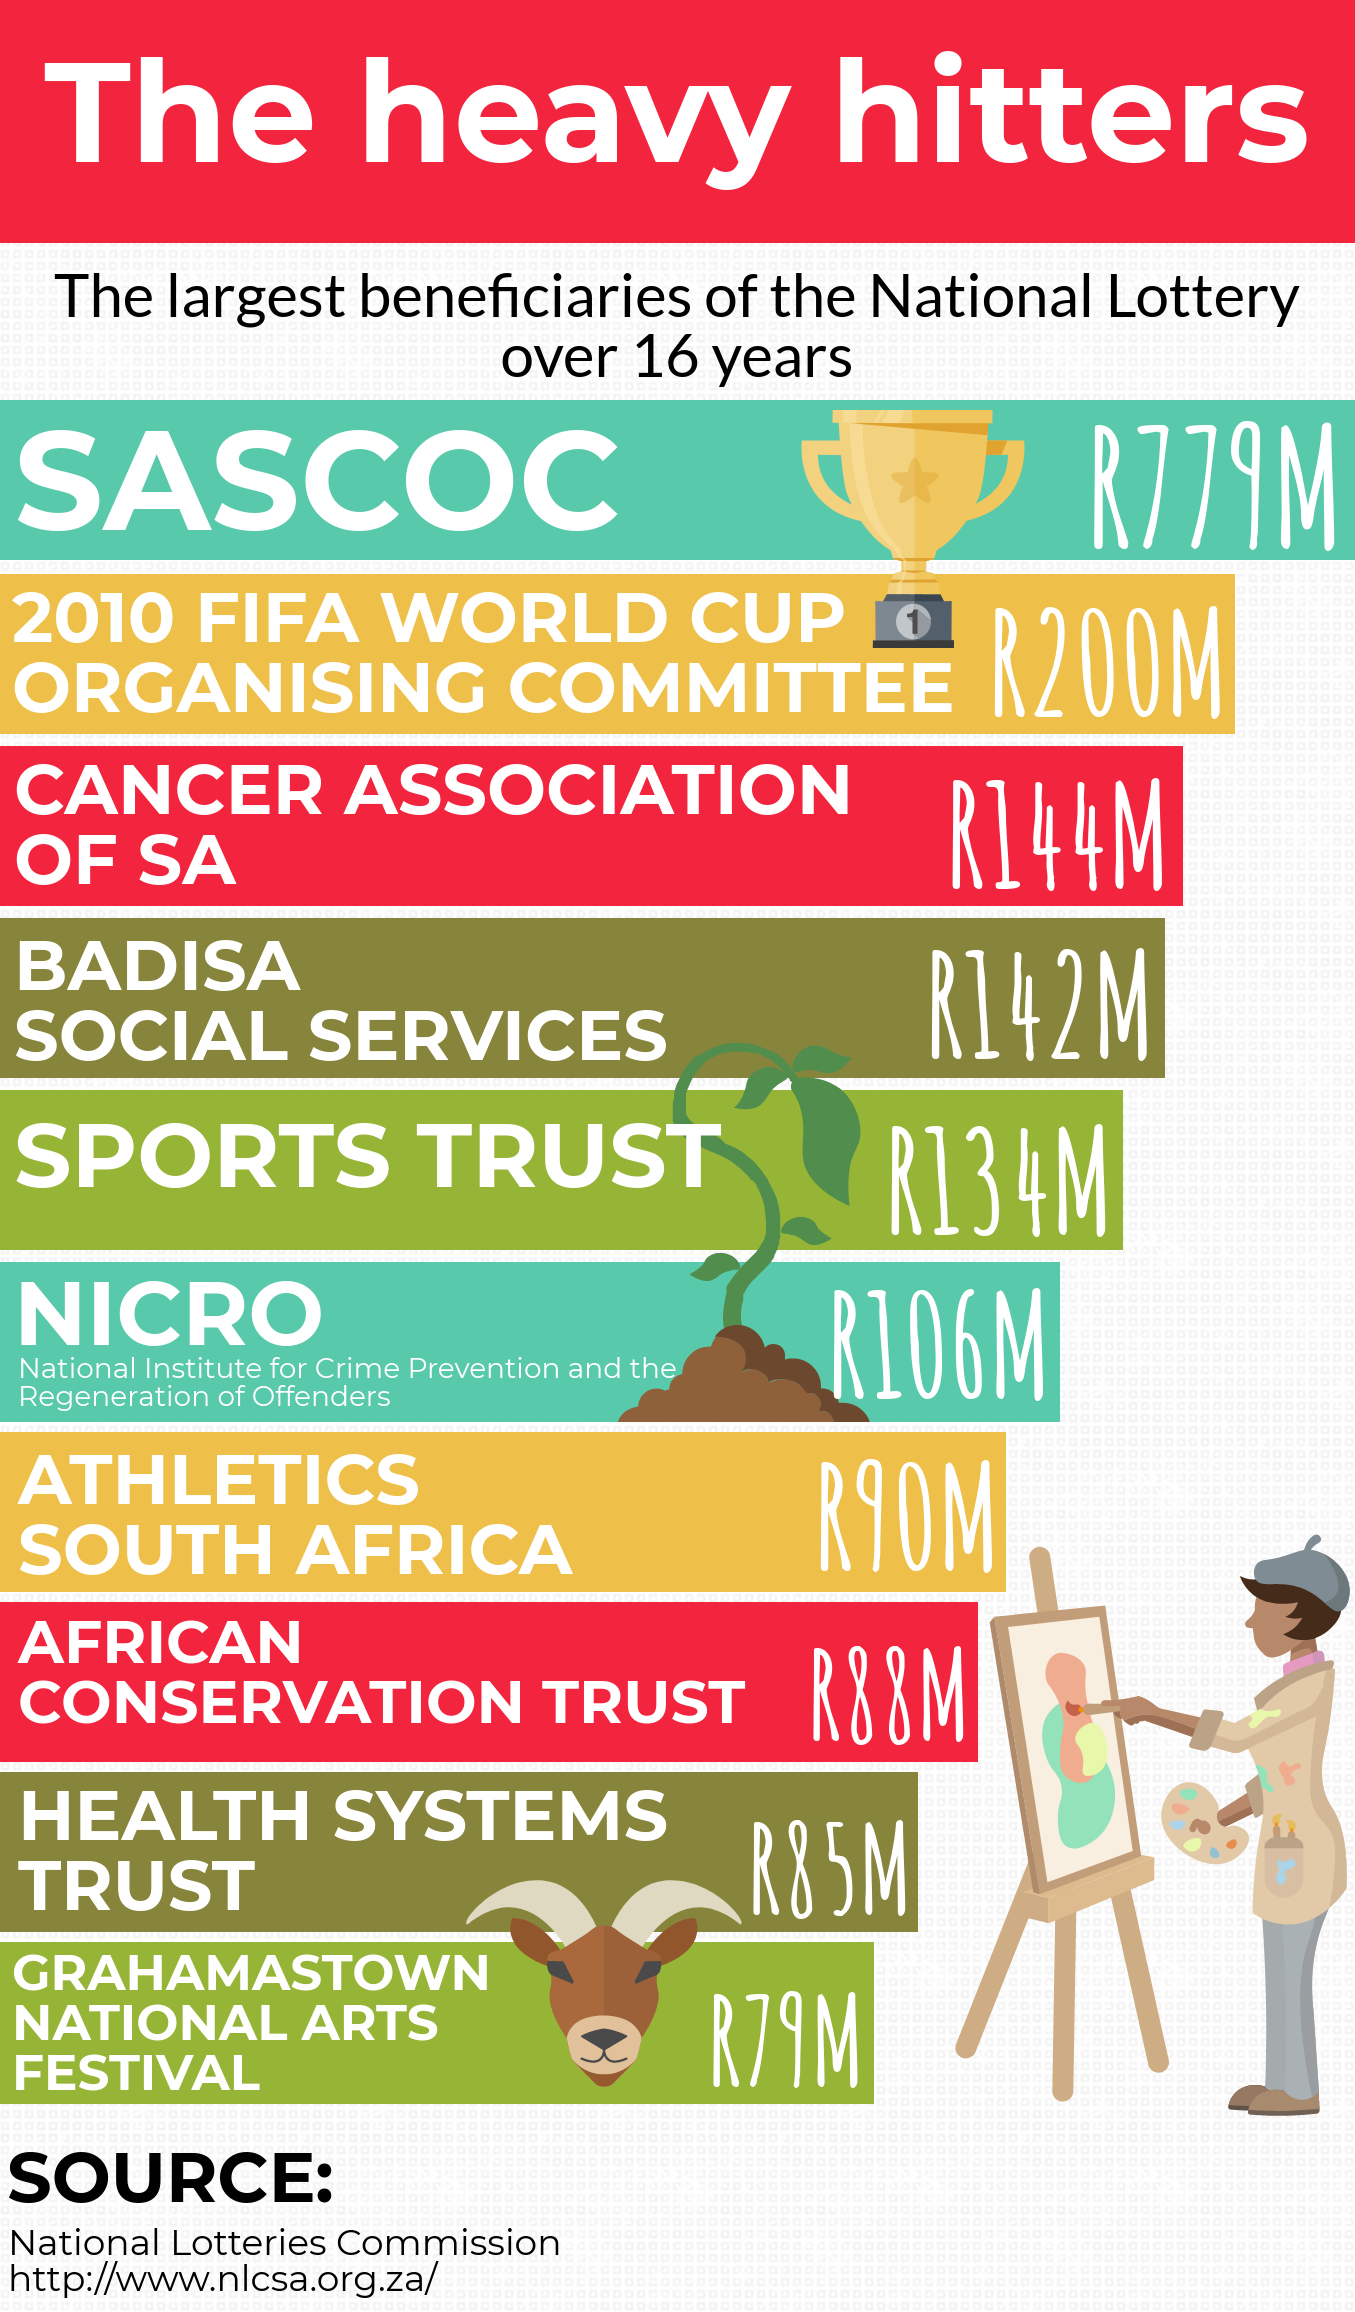 The heavy hitters
The largest beneficiaries of the National Lottery
over 16 years
SASCOC
R779M
2010 FIFA WORLD CUP
ORGANISING COMMITTEE
R200M
1
CANCER ASSOCIATION
OF SA
R144M
BADISA
SOCIAL SERVICES
R142M
SPORTS TRUST
R134M
NICRO
National Institute for Crime Prevention and the
Regeneration of Offenders
R106M
ATHLETICS
SOUTH AFRICA
R90M
AFRICAN
CONSERVATION TRUST
R88M
HEALTH SYSTEMS
TRUST
R85M
GRAHAMASTOWN
NATIONAL ARTS
FESTIVAL
R79M
SOURCE:
National Lotteries Commission
http://www.nlcsa.org.za/